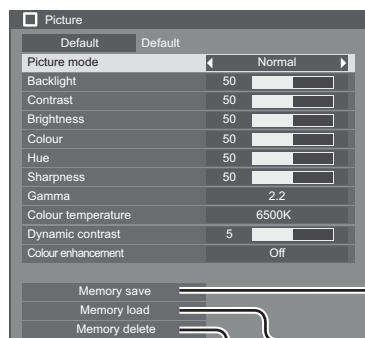 Picture
Default Default
Picture mode Normal
Backlight 50
Contrast 50
Brightness 50
Colour 50
Hue 50
Sharpness 50
Gamma 2.2
Colour temperature 6500K
Dynamic contrast 5
Colour enhancement Off
Memory save
Memory load
Memory delete